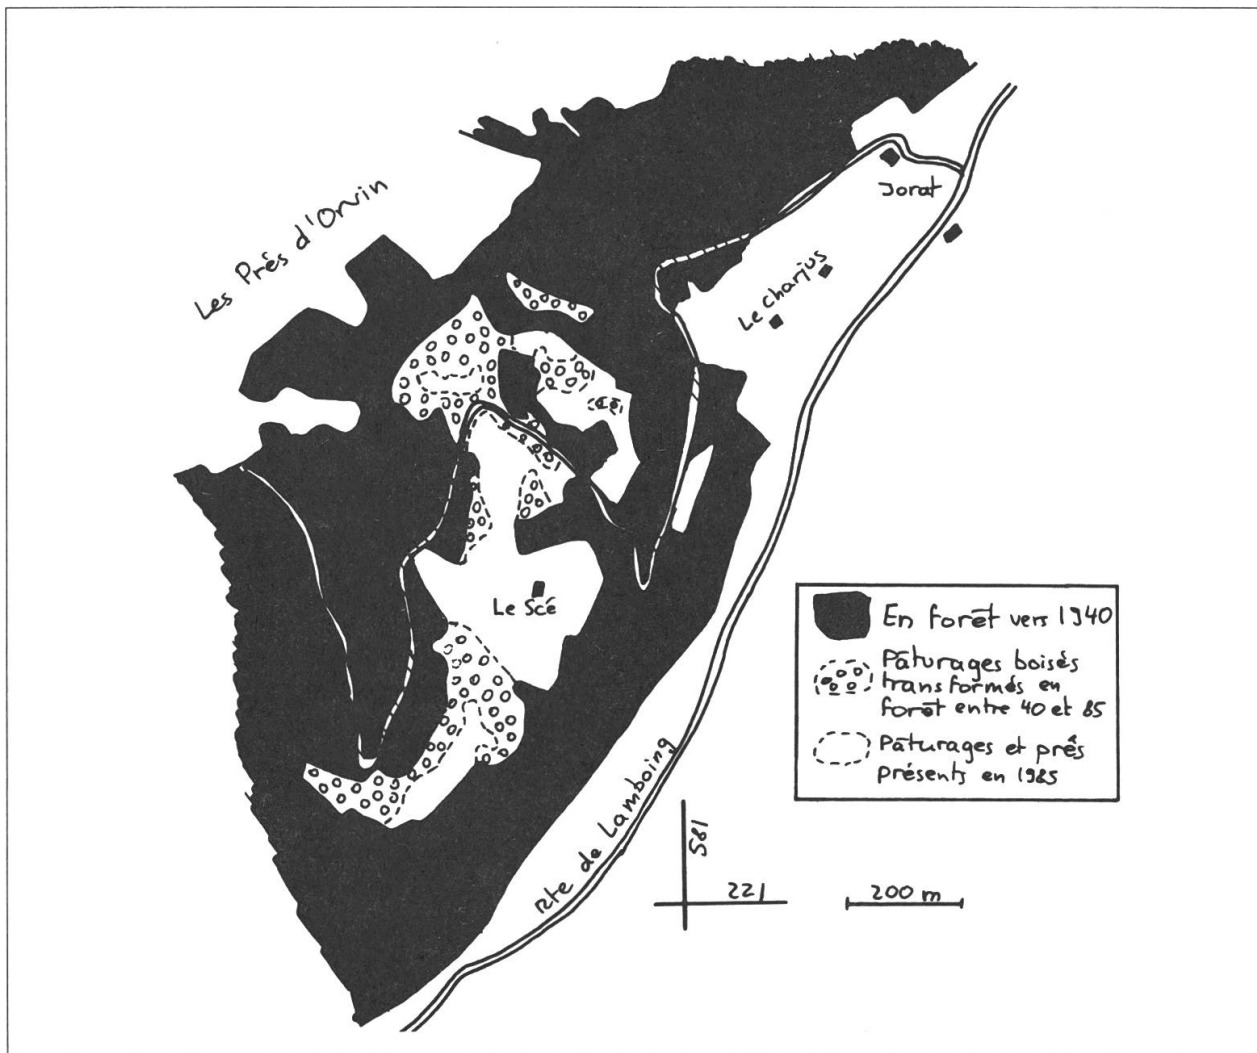 Les Prés d'Orvin
Jorat
Le Charjus
Le Scé
En forêt vers 1940
Pâturages boisés
transformés en
forêt entre 40 et 85
Pâturages et prés
présents en 1985
rte de Lamboing
581
221
200 m